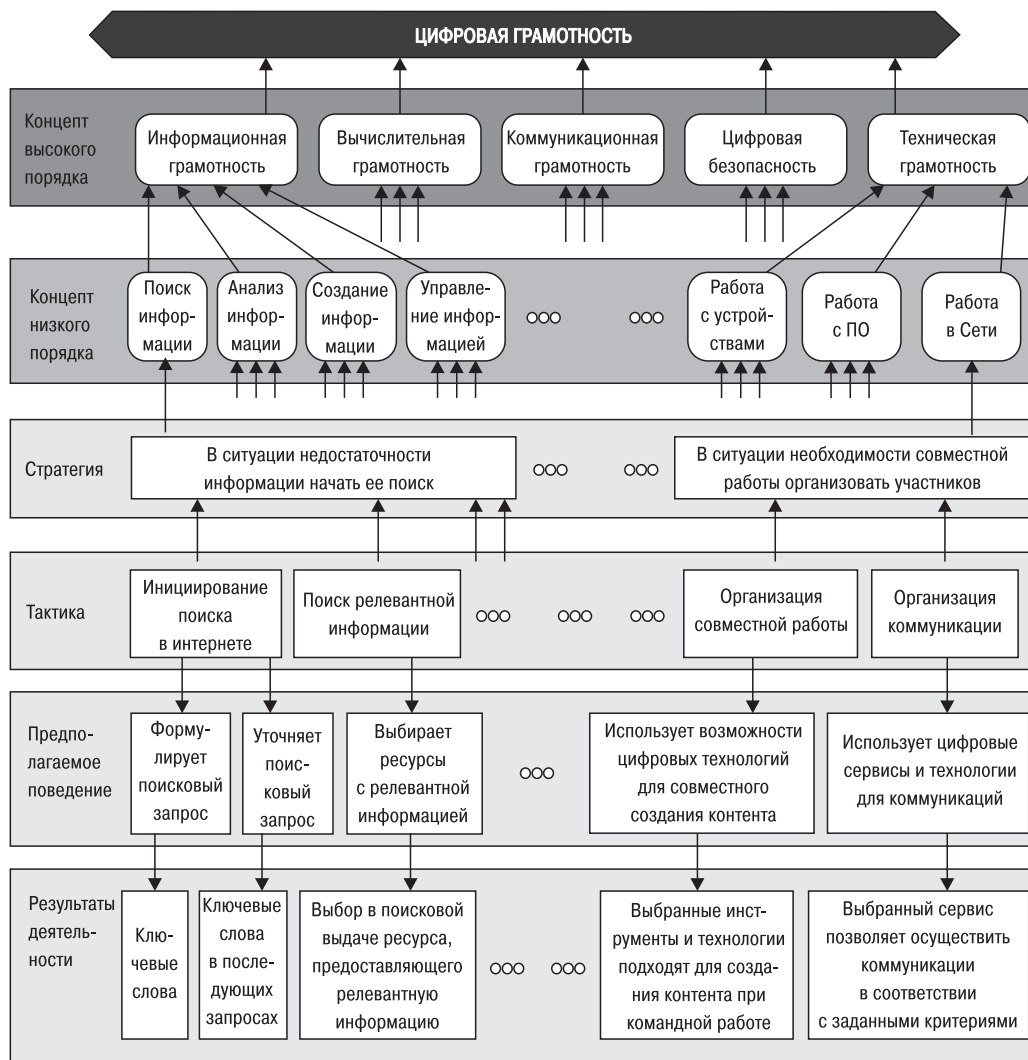 ЦИФРОВАЯ ГРАМОТНОСТЬ
Концепт
высокого
порядка
Информационная
грамотность
Вычислительная
грамотность
Коммуникационная
грамотность
Цифровая
безопасность
Техническая
грамотность
Концепт
низкого
порядка
Поиск
инфор-
мации
Анализ
инфор-
мации
Создание
инфор-
мации
Управле-
ние инфор-
мацией
Работа
с устрой-
ствами
Работа
с ПО
Работа
в Сети
Стратегия
В ситуации недостаточности
информации начать ее поиск
В ситуации необходимости совместной
работы организовать участников
Тактика
Инициирование
поиска
в интернете
Поиск релевантной
информации
Организация
совместной работы
Организация
коммуникации
Предпо-
лагаемое
поведение
Форму-
лирует
поисковый
запрос
Уточняет
поис-
ковый
запрос
Выбирает
ресурсы
с релевантной
информацией
Использует возможности
цифровых технологий
для совместного
создания контента
Использует цифровые
сервисы и технологии
для коммуникаций
Результаты
деятель-
ности
Клю-
чевые
слова
Ключевые
слова
в после-
дующих
запросах
Выбор в поисковой
выдаче ресурса,
предоставляющего
релевантную
информацию
Выбранные инст-
рументы и технологии
подходят для созда-
ния контента при
командной работе
Выбранный сервис
позволяет осуществить
коммуникации
в соответствии
с заданными критериями